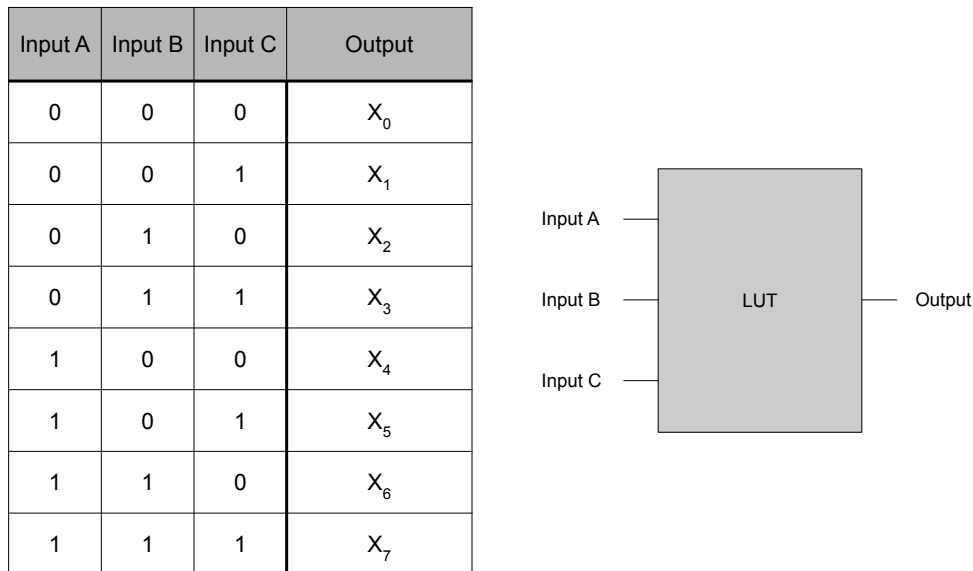 Input A Input B Input C Output
0 0 0 X₀
0 0 1 X₁
0 1 0 X₂
0 1 1 X₃
1 0 0 X₄
1 0 1 X₅
1 1 0 X₆
1 1 1 X₇
Input A
Input B LUT Output
Input C